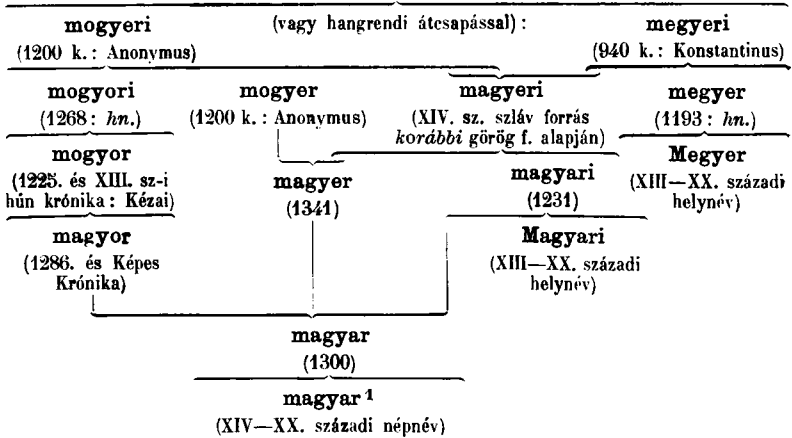 mogyeri (vagy hangrendi átcsapással): megyeri
(1200 k.: Anonymus) (940 k.: Konstantinus)
mogyori mogyer magyeri megyer
(1268: hn.) (1200 k.: Anonymus) (XIV. sz. szláv forrás (1193: hn.)
korábbi görög f. alapján)
mogyor Megyer
(1225. és XIII. sz-i magyer magyari (XIII—XX. századi
hún krónika: Kézai) (1341) (1231) helynév)
magyor Magyari
(1286. és Képes (XIII—XX. századi
Krónika) helynév)
magyar
(1300)
magyar ¹
(XIV—XX. századi népnév)